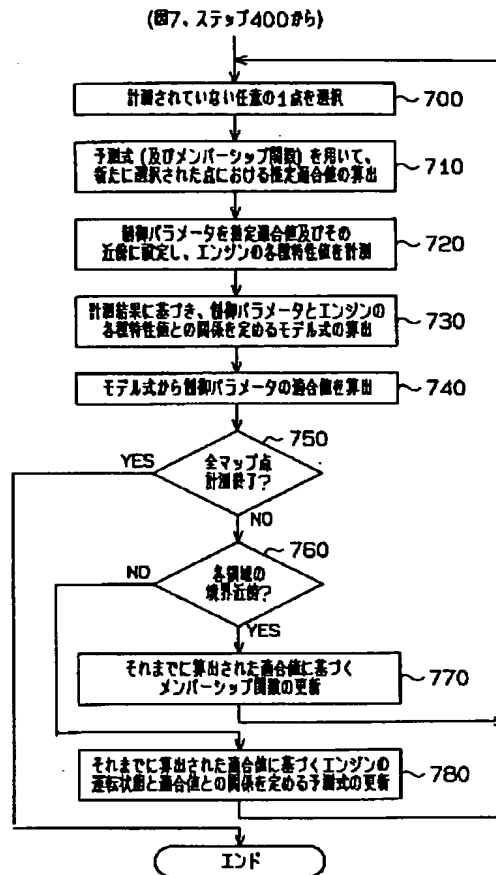 (図7、ステップ400から)
計測されていない任意の1点を選択
700
予測式(及びメンバーシップ関数)を用いて、
新たに選択された点における推定適合値の算出
710
制御パラメータを推定適合値及びその
近傍に設定し、エンジンの各種特性値を計測
720
計測結果に基づき、制御パラメータとエンジンの
各種特性値との関係を定めるモデル式の算出
730
モデル式から制御パラメータの適合値を算出
740
750
YES
全マップ点
計測終了?
NO
760
NO
各領域の
境界近傍?
YES
それまでに算出された適合値に基づく
メンバーシップ関数の更新
770
それまでに算出された適合値に基づくエンジンの
運転状態と適合値との関係を定める予測式の更新
780
エンド